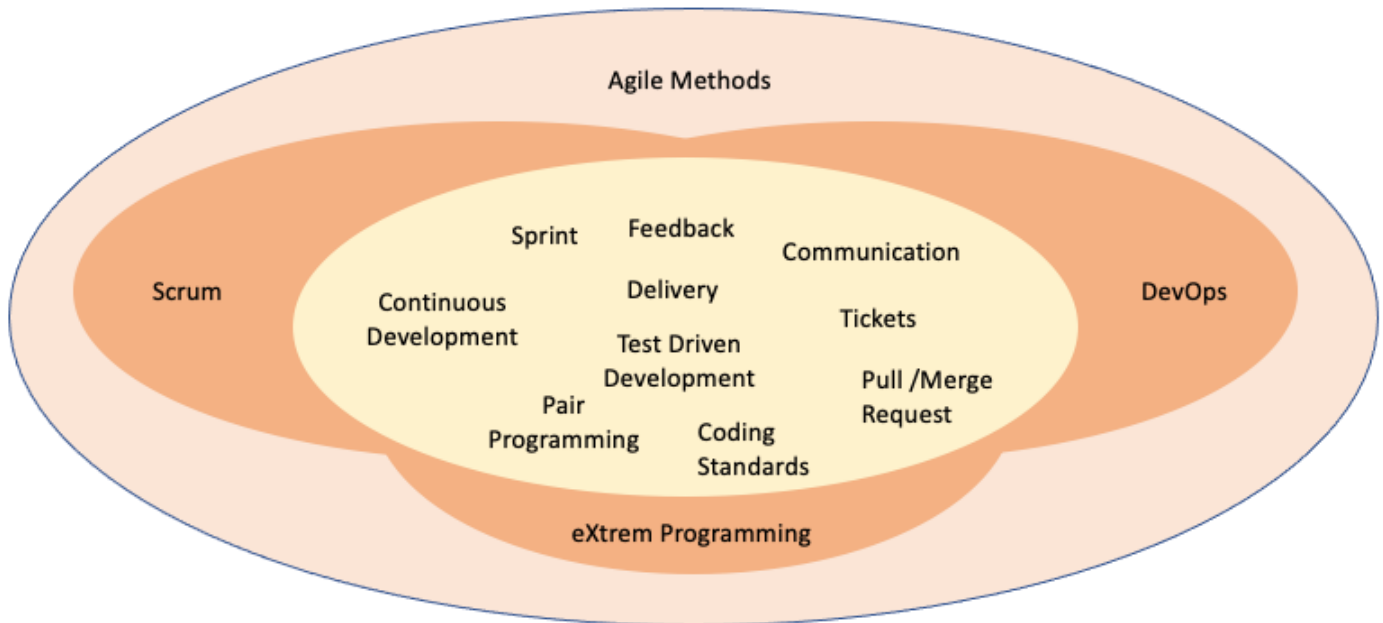 Agile Methods
Sprint
Feedback
Communication
Scrum
Continuous
Development
Delivery
DevOps
Tickets
Test Driven
Development
Pull /Merge
Request
Pair
Programming
Coding
Standards
eXtrem Programming